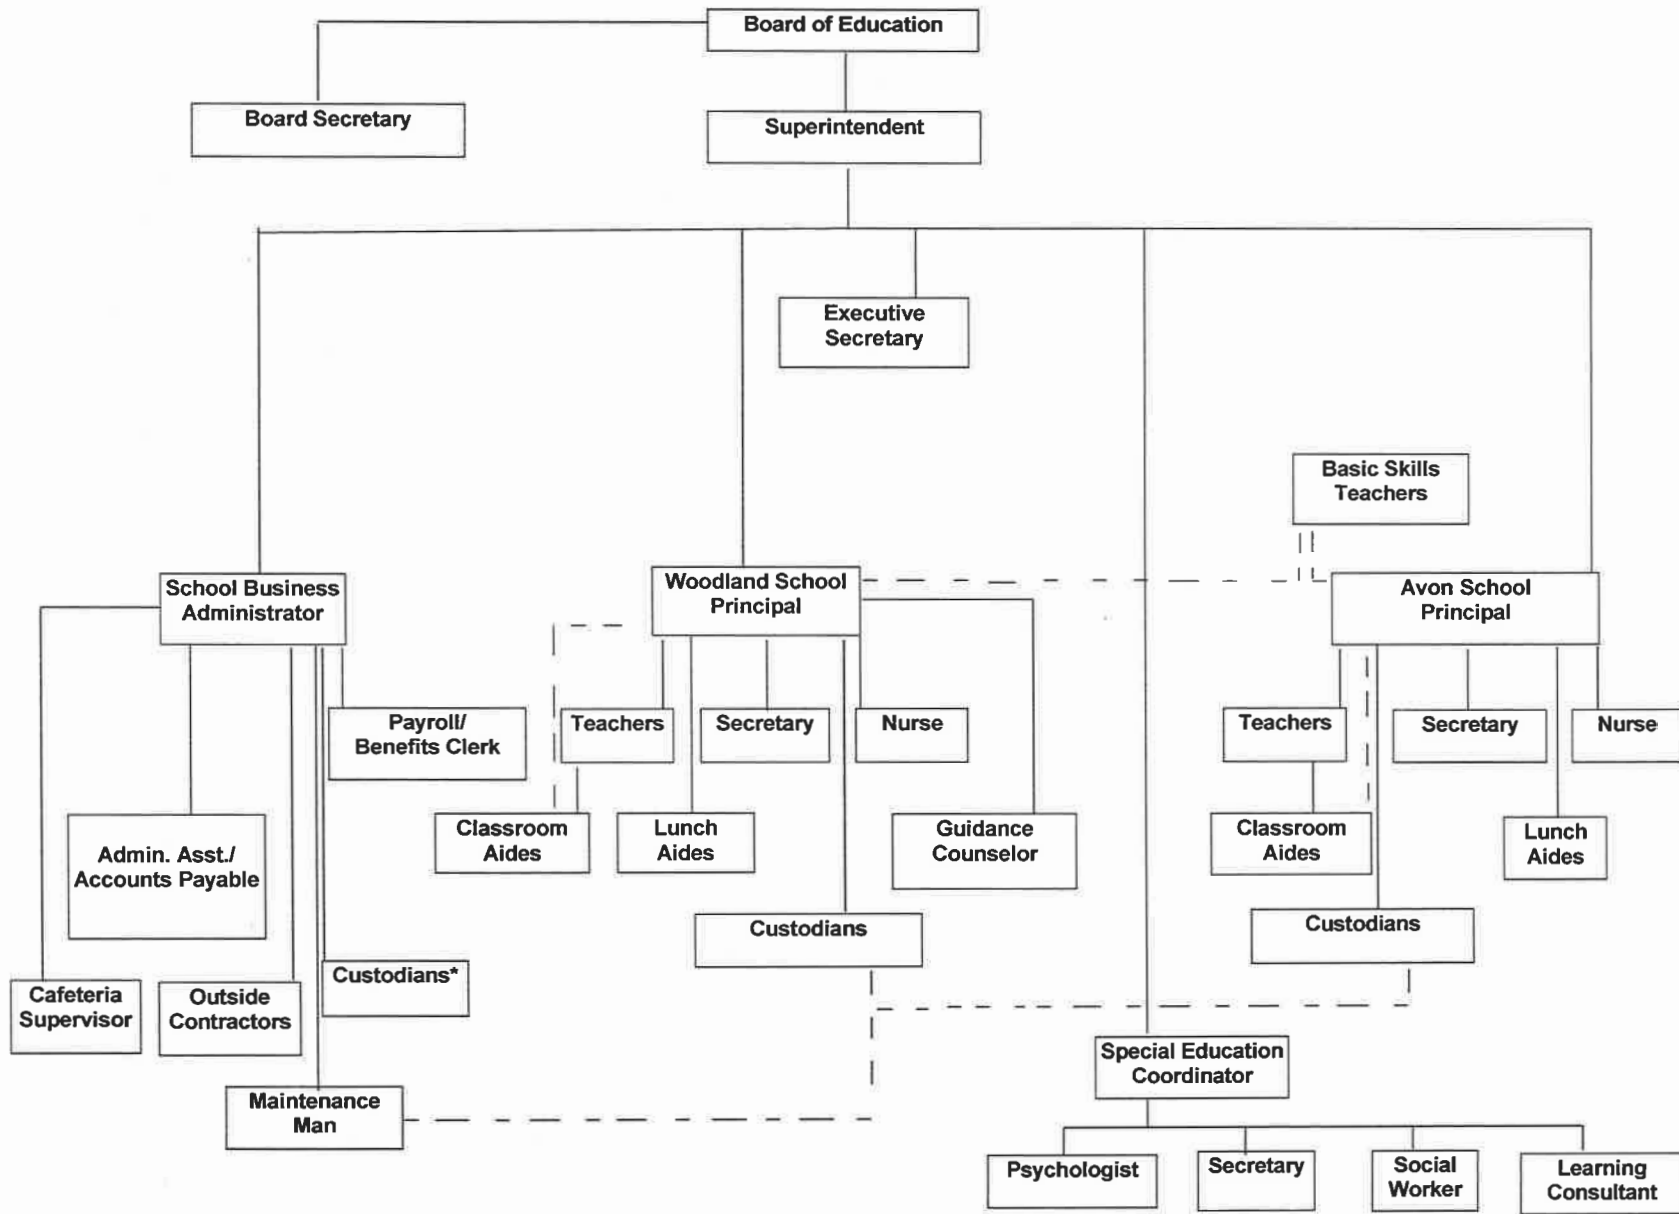 Board of Education
Board Secretary
Superintendent
Executive
Secretary
Basic Skills
Teachers
School Business
Administrator
Woodland School
Principal
Avon School
Principal
Payroll/
Benefits Clerk
Teachers
Secretary
Nurse
Teachers
Secretary
Nurse
Admin. Asst./
Accounts Payable
Classroom
Aides
Lunch
Aides
Guidance
Counselor
Classroom
Aides
Lunch
Aides
Custodians
Custodians
Cafeteria
Supervisor
Outside
Contractors
Custodians*
Special Education
Coordinator
Maintenance
Man
Psychologist
Secretary
Social
Worker
Learning
Consultant